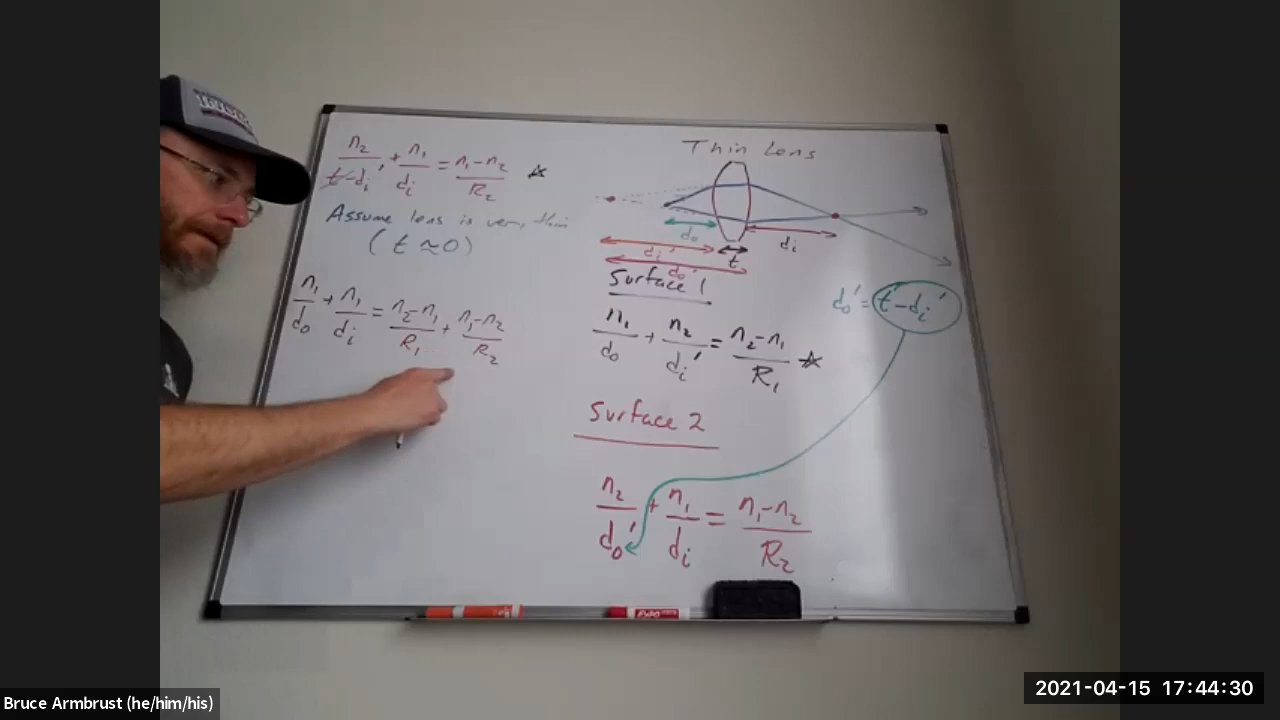 n₂/(t-dᵢ') + n₁/dᵢ = (n₁-n₂)/R₂ ☆
Assume lens is very thin
(t ≈ 0)
n₁/d₀ + n₁/dᵢ = (n₂-n₁)/R₁ + (n₁-n₂)/R₂
Thin Lens
d₀
dᵢ
dᵢ'
t
d₀'
Surface 1
n₁/d₀ + n₂/dᵢ' = (n₂-n₁)/R₁ ☆
d₀' = t-dᵢ'
Surface 2
n₂/d₀' + n₁/dᵢ = (n₁-n₂)/R₂
EXPO
Bruce Armbrust (he/him/his)
2021-04-15 17:44:30